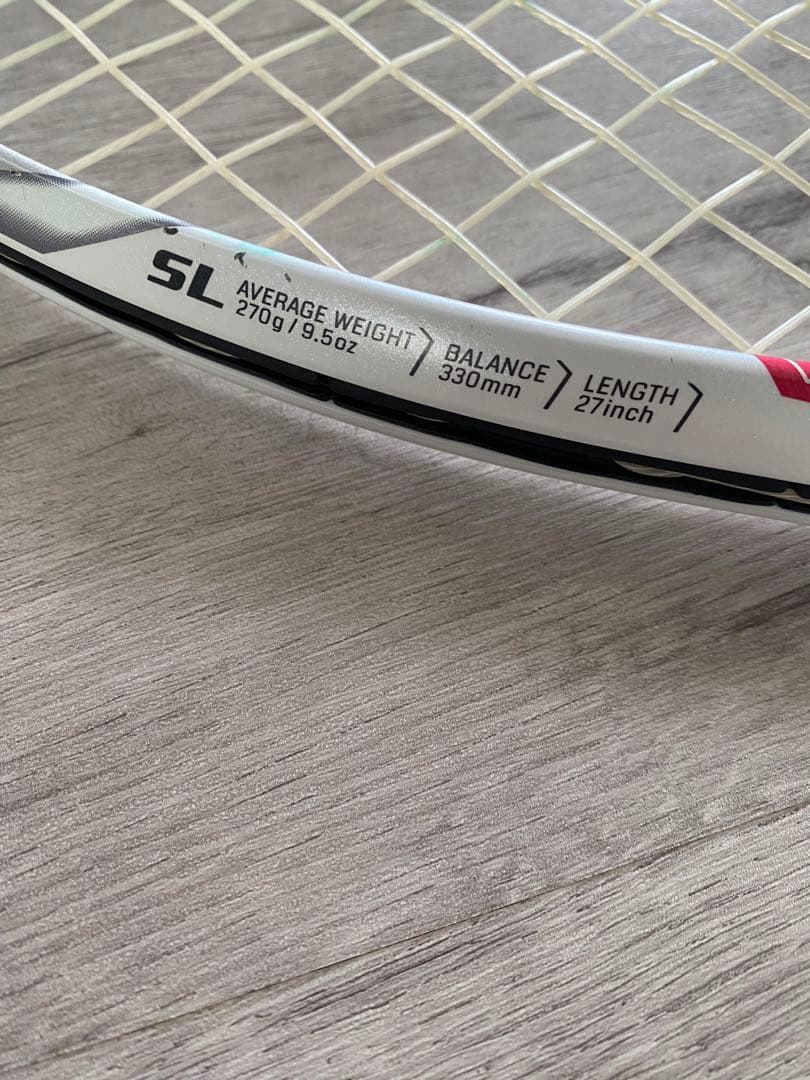 SL
AVERAGE WEIGHT
270g / 9.5oz
BALANCE
330mm
LENGTH
27inch